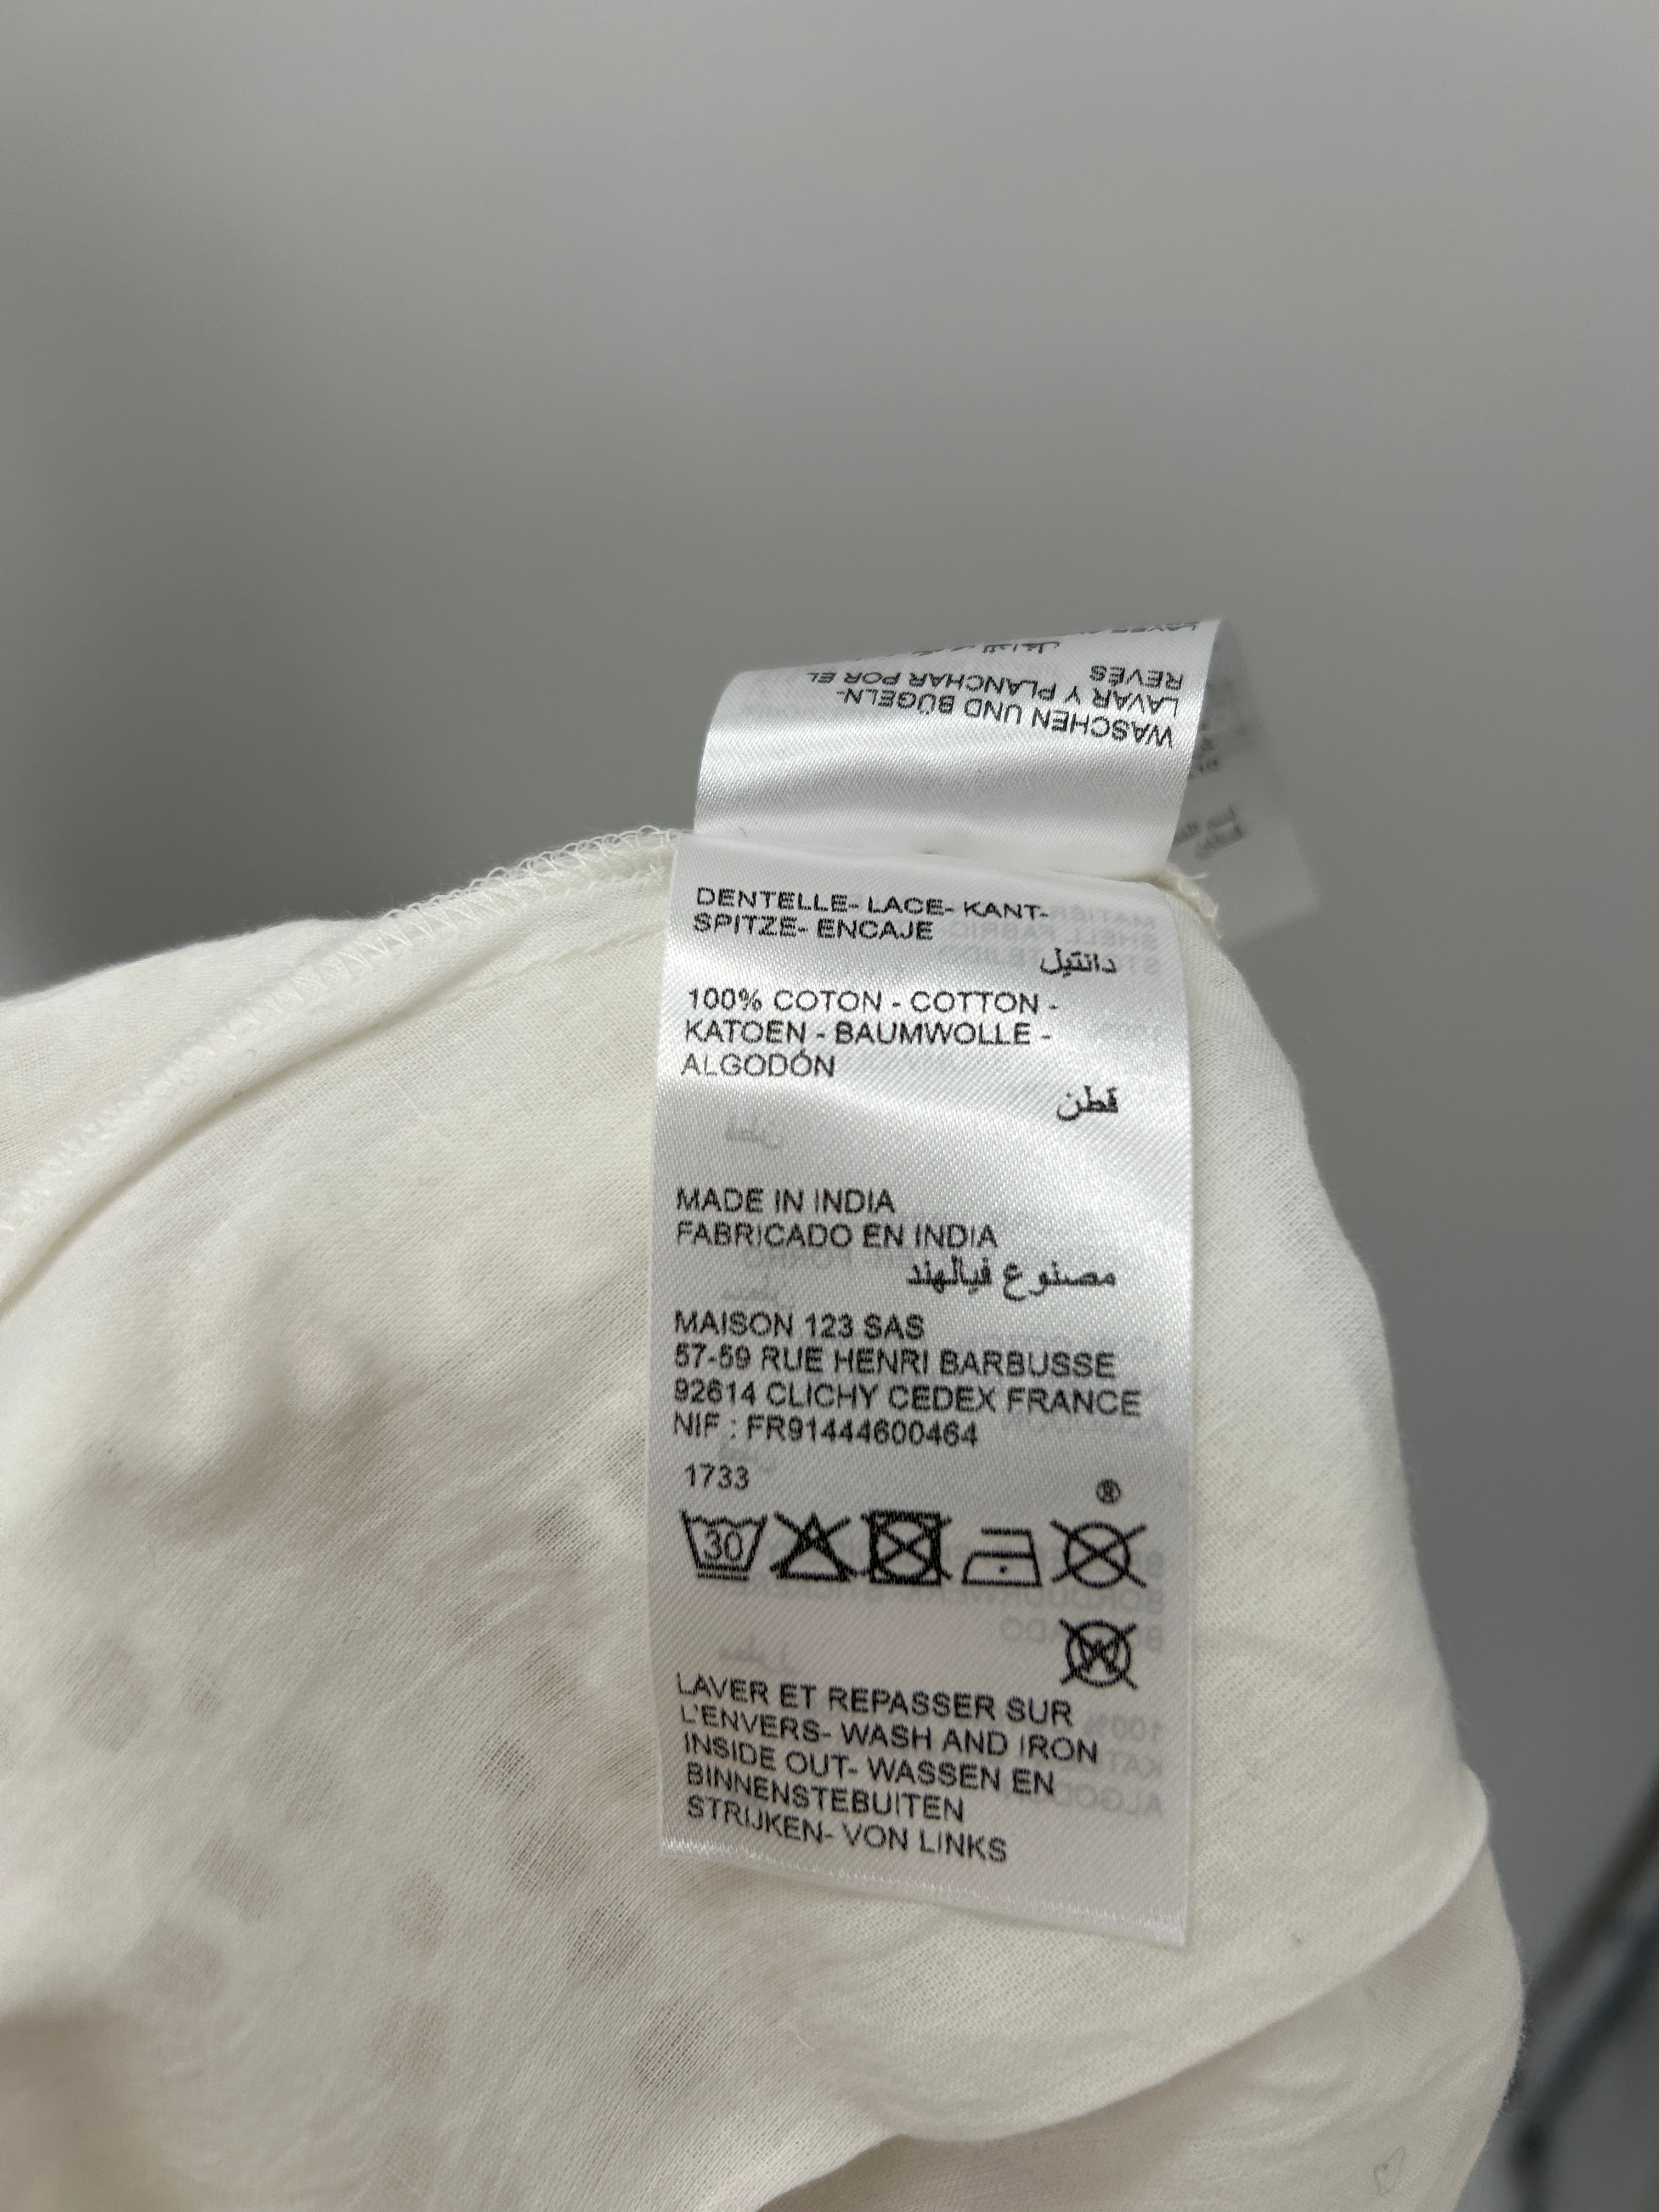 WASCHEN UND BÜGELN-
LAVAR Y PLANCHAR POR EL
REVÉS
DENTELLE- LACE- KANT-
SPITZE- ENCAJE
دانتيل
100% COTON - COTTON -
KATOEN - BAUMWOLLE -
ALGODÓN
قطن
MADE IN INDIA
FABRICADO EN INDIA
مصنوع فيالهند
MAISON 123 SAS
57-59 RUE HENRI BARBUSSE
92614 CLICHY CEDEX FRANCE
NIF : FR91444600464
1733
®
30
W
LAVER ET REPASSER SUR
L'ENVERS- WASH AND IRON
INSIDE OUT- WASSEN EN
BINNENSTEBUITEN
STRIJKEN- VON LINKS